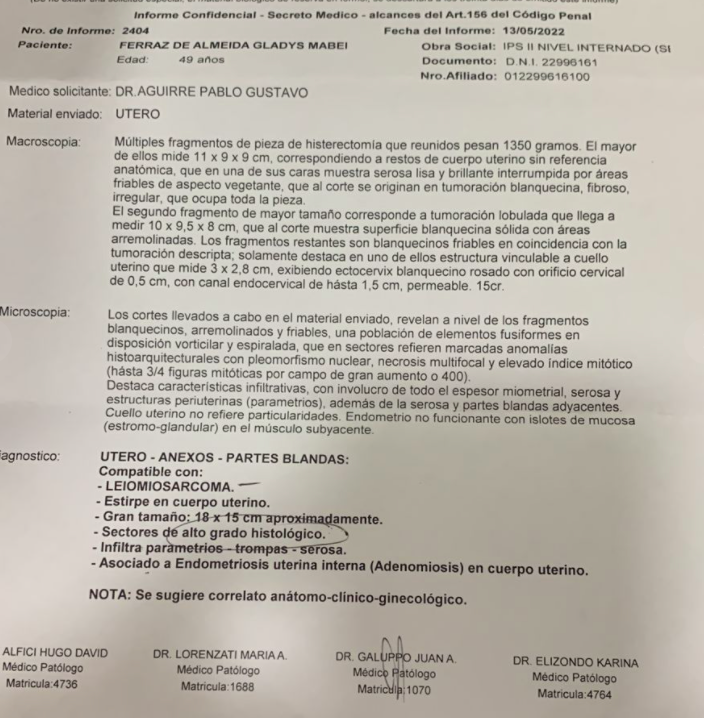 Informe Confidencial - Secreto Medico - alcances del Art.156 del Código Penal
Nro. de Informe: 2404 Fecha del Informe: 13/05/2022
Paciente: FERRAZ DE ALMEIDA GLADYS MABEL Obra Social: IPS II NIVEL INTERNADO (SI
Edad: 49 años Documento: D.N.I. 22996161
Nro.Afiliado: 012299616100
Medico solicitante: DR.AGUIRRE PABLO GUSTAVO
Material enviado: UTERO
Macroscopia: Múltiples fragmentos de pieza de histerectomía que reunidos pesan 1350 gramos. El mayor
de ellos mide 11 x 9 x 9 cm, correspondiendo a restos de cuerpo uterino sin referencia
anatómica, que en una de sus caras muestra serosa lisa y brillante interrumpida por áreas
friables de aspecto vegetante, que al corte se originan en tumoración blanquecina, fibroso,
irregular, que ocupa toda la pieza.
El segundo fragmento de mayor tamaño corresponde a tumoración lobulada que llega a
medir 10 x 9,5 x 8 cm, que al corte muestra superficie blanquecina sólida con áreas
arremolinadas. Los fragmentos restantes son blanquecinos friables en coincidencia con la
tumoración descripta; solamente destaca en uno de ellos estructura vinculable a cuello
uterino que mide 3 x 2,8 cm, exibiendo ectocervix blanquecino rosado con orificio cervical
de 0,5 cm, con canal endocervical de hásta 1,5 cm, permeable. 15cr.
Microscopia: Los cortes llevados a cabo en el material enviado, revelan a nivel de los fragmentos
blanquecinos, arremolinados y friables, una población de elementos fusiformes en
disposición vorticilar y espiralada, que en sectores refieren marcadas anomalías
histoarquitecturales con pleomorfismo nuclear, necrosis multifocal y elevado índice mitótico
(hásta 3/4 figuras mitóticas por campo de gran aumento o 400).
Destaca características infiltrativas, con involucro de todo el espesor miometrial, serosa y
estructuras periuterinas (parametrios), además de la serosa y partes blandas adyacentes.
Cuello uterino no refiere particularidades. Endometrio no funcionante con islotes de mucosa
(estromo-glandular) en el músculo subyacente.
iagnostico: UTERO - ANEXOS - PARTES BLANDAS:
Compatible con:
- LEIOMIOSARCOMA.
- Estirpe en cuerpo uterino.
- Gran tamaño: 18 x 15 cm aproximadamente.
- Sectores de alto grado histológico.
- Infiltra parametrios - trompas - serosa.
- Asociado a Endometriosis uterina interna (Adenomiosis) en cuerpo uterino.
NOTA: Se sugiere correlato anátomo-clinico-ginecológico.
ALFICI HUGO DAVID DR. LORENZATI MARIA A. DR. GALUPPO JUAN A. DR. ELIZONDO KARINA
Médico Patólogo Médico Patólogo Médico Patólogo Médico Patólogo
Matricula:4736 Matricula:1688 Matricula:1070 Matricula:4764